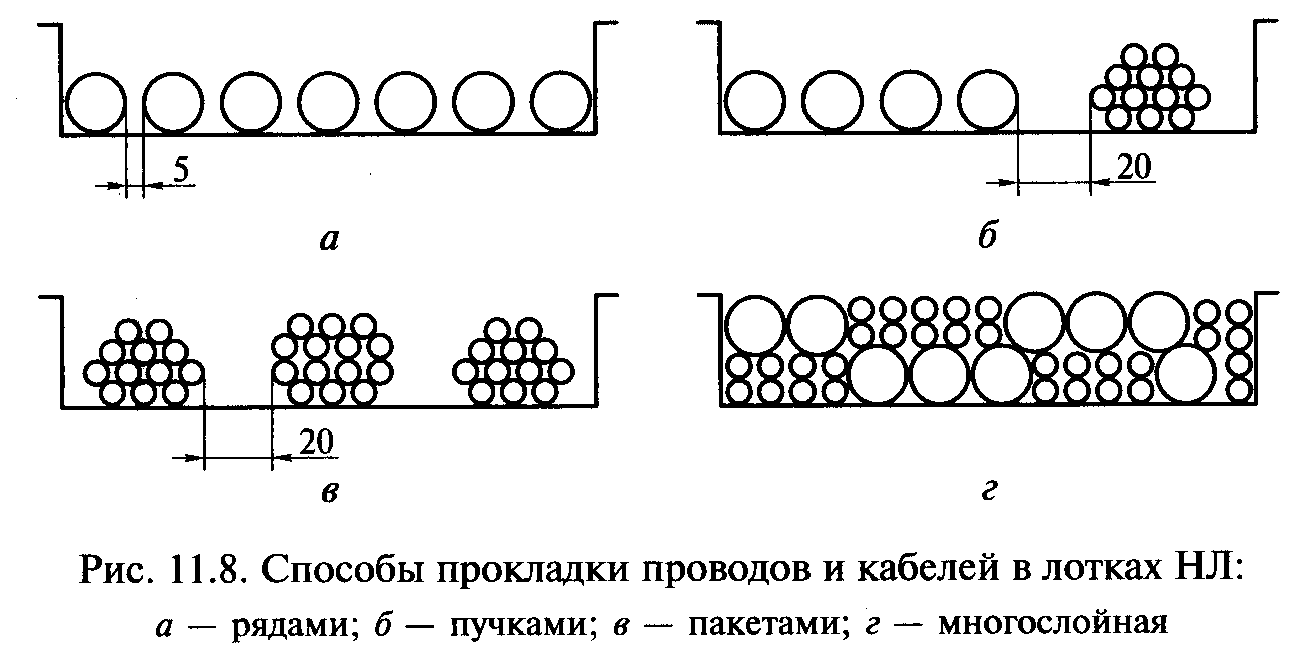 5
20
а
б
20
в
г
Рис. 11.8. Способы прокладки проводов и кабелей в лотках НЛ:
а — рядами; б — пучками; в — пакетами; г — многослойная